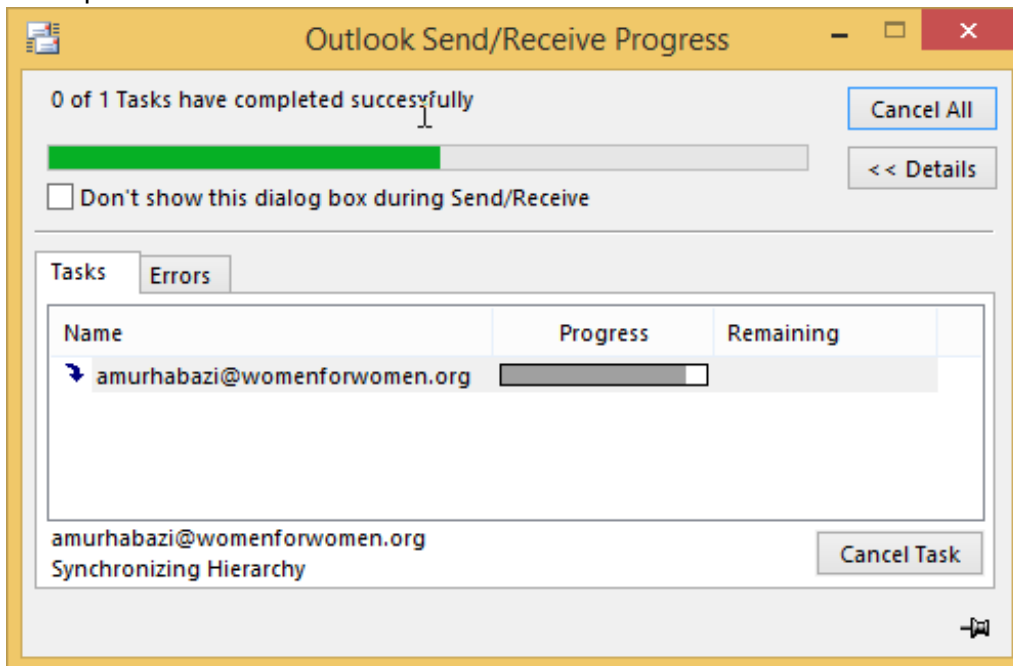 Outlook Send/Receive Progress
0 of 1 Tasks have completed successfully
Cancel All
<< Details
Don't show this dialog box during Send/Receive
Tasks
Errors
Name Progress Remaining
amurhabazi@womenforwomen.org
amurhabazi@womenforwomen.org
Synchronizing Hierarchy
Cancel Task